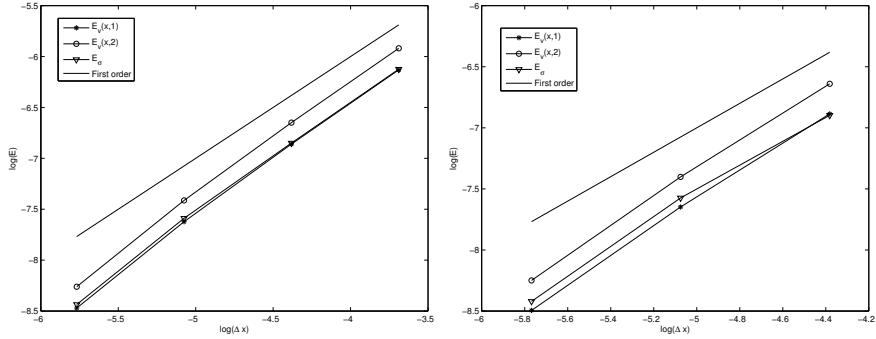 −5.5
−6
−6.5
−7
−7.5
−8
−8.5
log(E)
E_v(x,1)
E_v(x,2)
E_σ
First order
−6
−5.5
−5
−4.5
−4
−3.5
log(Δ x)
−6
−6.5
−7
−7.5
−8
−8.5
log(E)
E_v(x,1)
E_v(x,2)
E_σ
First order
−6
−5.8
−5.6
−5.4
−5.2
−5
−4.8
−4.6
−4.4
−4.2
log(Δ x)